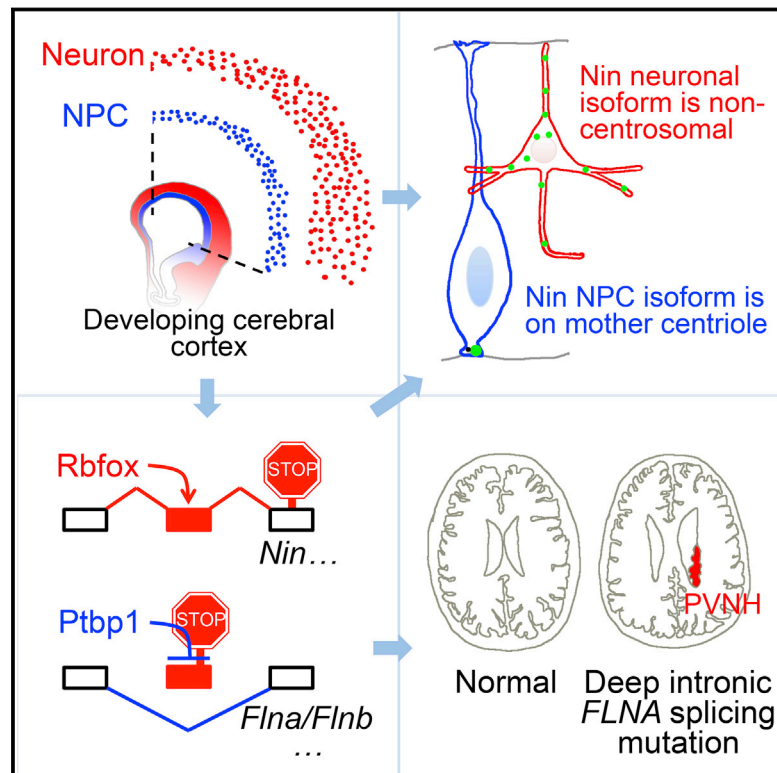 Neuron
NPC
Developing cerebral
cortex
Nin neuronal
isoform is non-
centrosomal
Nin NPC isoform is
on mother centriole
Rbfox
STOP
Nin...
Ptbp1
STOP
Flna/Flnb
...
PVNH
Normal
Deep intronic
FLNA splicing
mutation